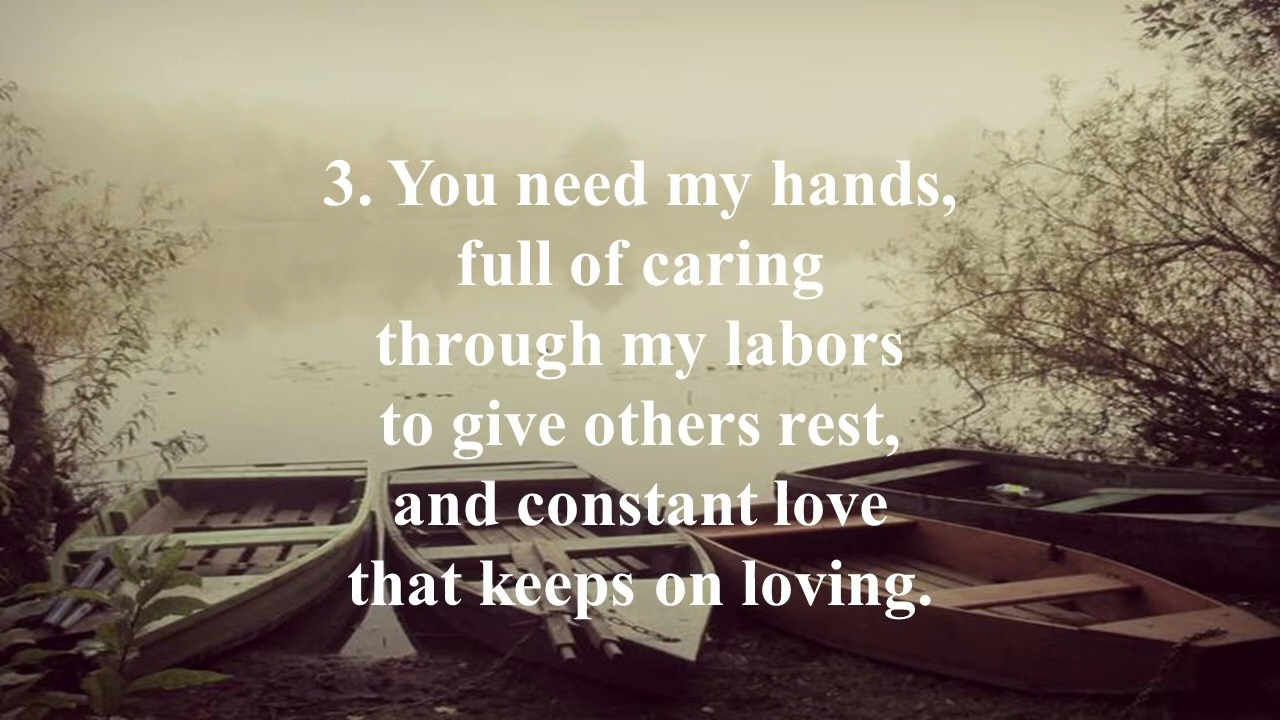 3. You need my hands,
full of caring
through my labors
to give others rest,
and constant love
that keeps on loving.